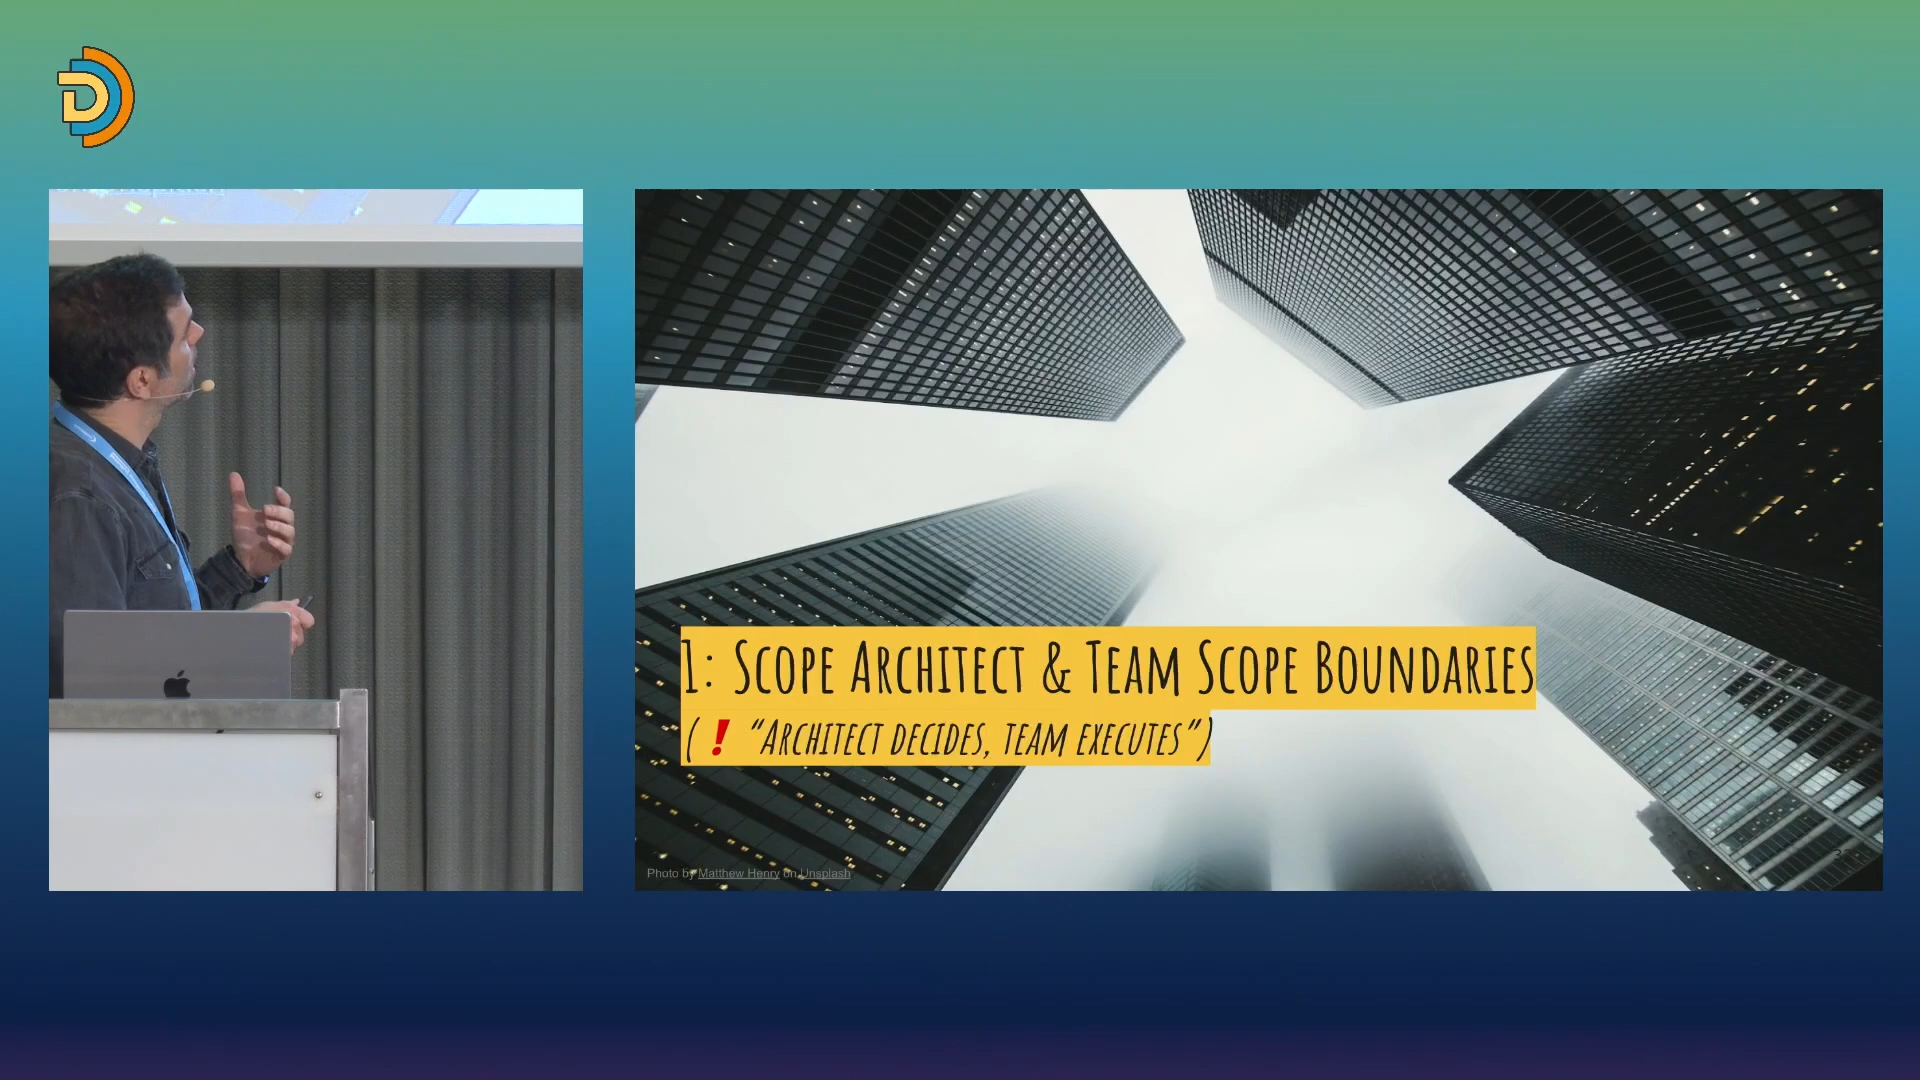 1: Scope Architect & Team Scope Boundaries
(❗ “Architect decides, team executes”)
Photo by Matthew Henry on Unsplash